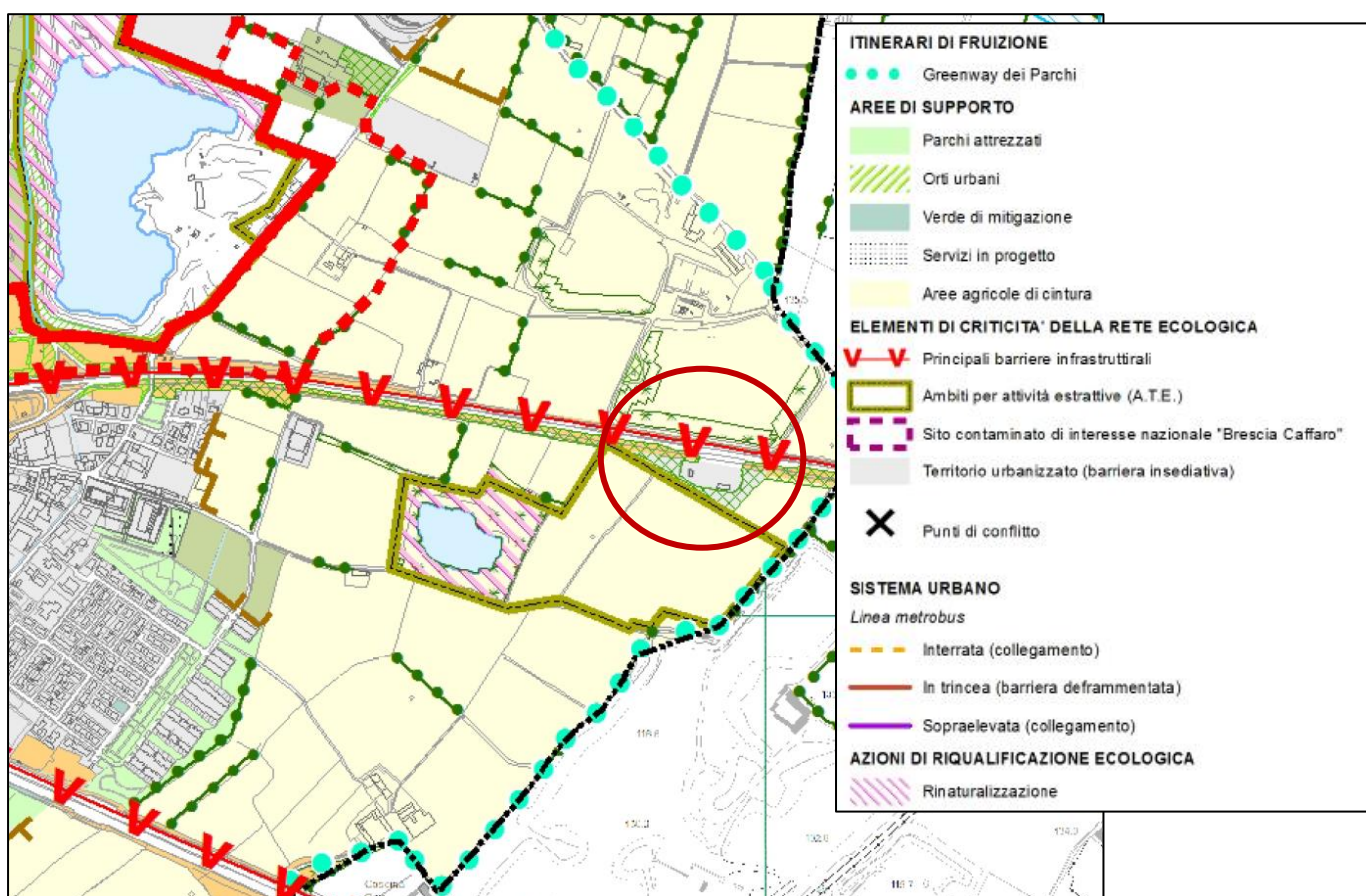 ITINERARI DI FRUIZIONE
Greenway dei Parchi
AREE DI SUPPORTO
Parchi attrezzati
Orti urbani
Verde di mitigazione
Servizi in progetto
Aree agricole di cintura
ELEMENTI DI CRITICITA' DELLA RETE ECOLOGICA
V V Principali barriere infrastrutturali
Ambiti per attività estrattive (A.T.E.)
Sito contaminato di interesse nazionale "Brescia Caffaro"
Territorio urbanizzato (barriera insediativa)
Punti di conflitto
SISTEMA URBANO
Linea metrobus
Interrata (collegamento)
In trincea (barriera deframmentata)
Sopraelevata (collegamento)
AZIONI DI RIQUALIFICAZIONE ECOLOGICA
Rinaturalizzazione
V V V V V V V V V V
D
V V V V